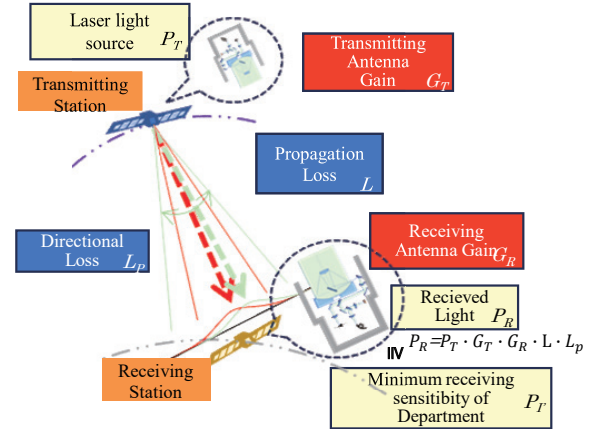 Laser light
source P_T
Transmitting
Antenna
Gain G_T
Transmitting
Station
Propagation
Loss L
Directional
Loss L_P
Receiving
Antenna Gain G_R
Recieved
Light P_R
≥ P_R=P_T · G_T · G_R · L · L_p
Receiving
Station
Minimum receiving
sensitibity of
Department P_Γ